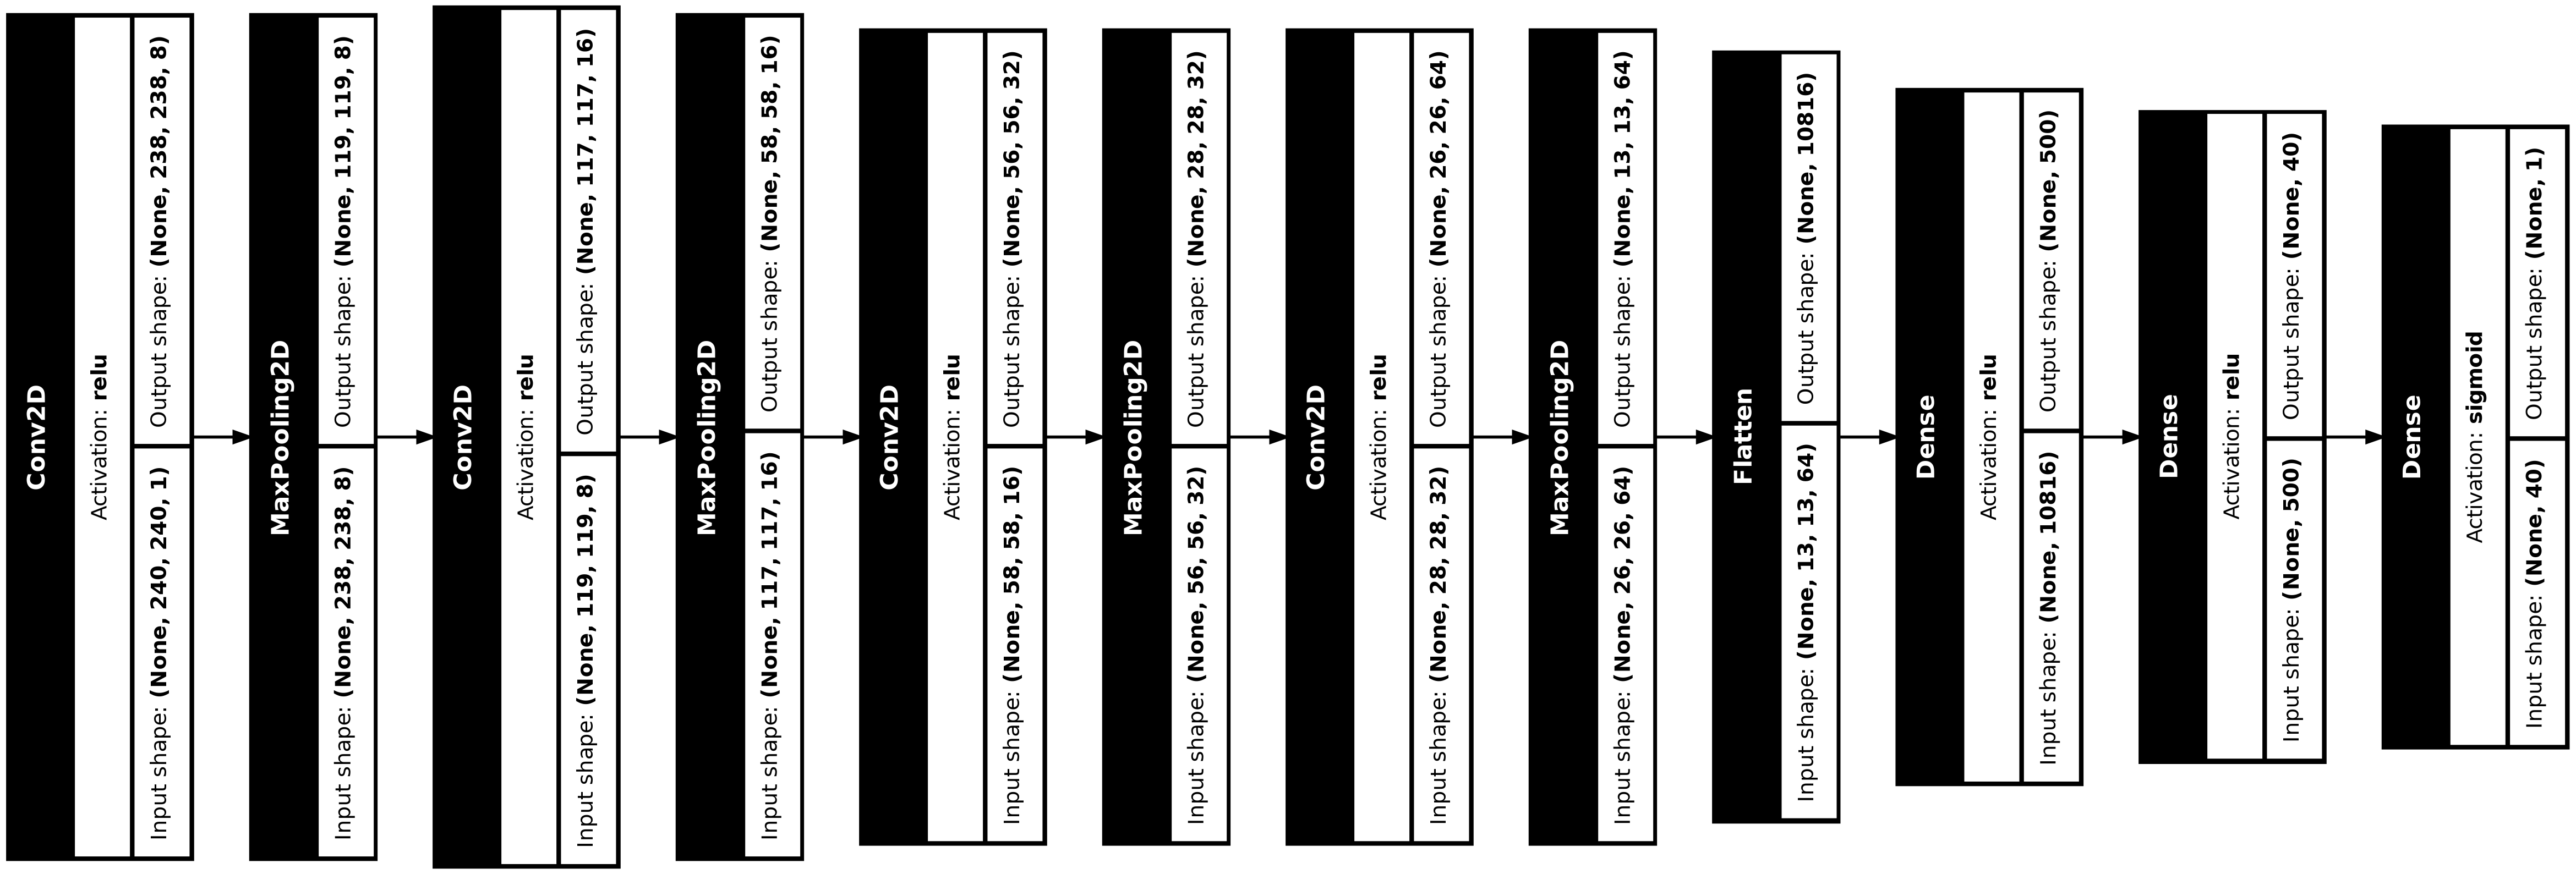 Conv2D
Activation: relu
Input shape: (None, 240, 240, 1)
Output shape: (None, 238, 238, 8)
MaxPooling2D
Input shape: (None, 238, 238, 8)
Output shape: (None, 119, 119, 8)
Conv2D
Activation: relu
Input shape: (None, 119, 119, 8)
Output shape: (None, 117, 117, 16)
MaxPooling2D
Input shape: (None, 117, 117, 16)
Output shape: (None, 58, 58, 16)
Conv2D
Activation: relu
Input shape: (None, 58, 58, 16)
Output shape: (None, 56, 56, 32)
MaxPooling2D
Input shape: (None, 56, 56, 32)
Output shape: (None, 28, 28, 32)
Conv2D
Activation: relu
Input shape: (None, 28, 28, 32)
Output shape: (None, 26, 26, 64)
MaxPooling2D
Input shape: (None, 26, 26, 64)
Output shape: (None, 13, 13, 64)
Flatten
Input shape: (None, 13, 13, 64)
Output shape: (None, 10816)
Dense
Activation: relu
Input shape: (None, 10816)
Output shape: (None, 500)
Dense
Activation: relu
Input shape: (None, 500)
Output shape: (None, 40)
Dense
Activation: sigmoid
Input shape: (None, 40)
Output shape: (None, 1)